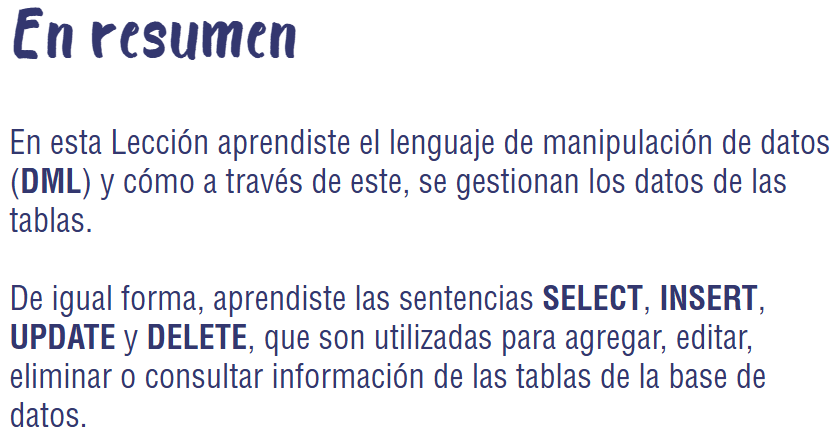 En resumen
En esta Lección aprendiste el lenguaje de manipulación de datos
(DML) y cómo a través de este, se gestionan los datos de las
tablas.
De igual forma, aprendiste las sentencias SELECT, INSERT,
UPDATE y DELETE, que son utilizadas para agregar, editar,
eliminar o consultar información de las tablas de la base de
datos.